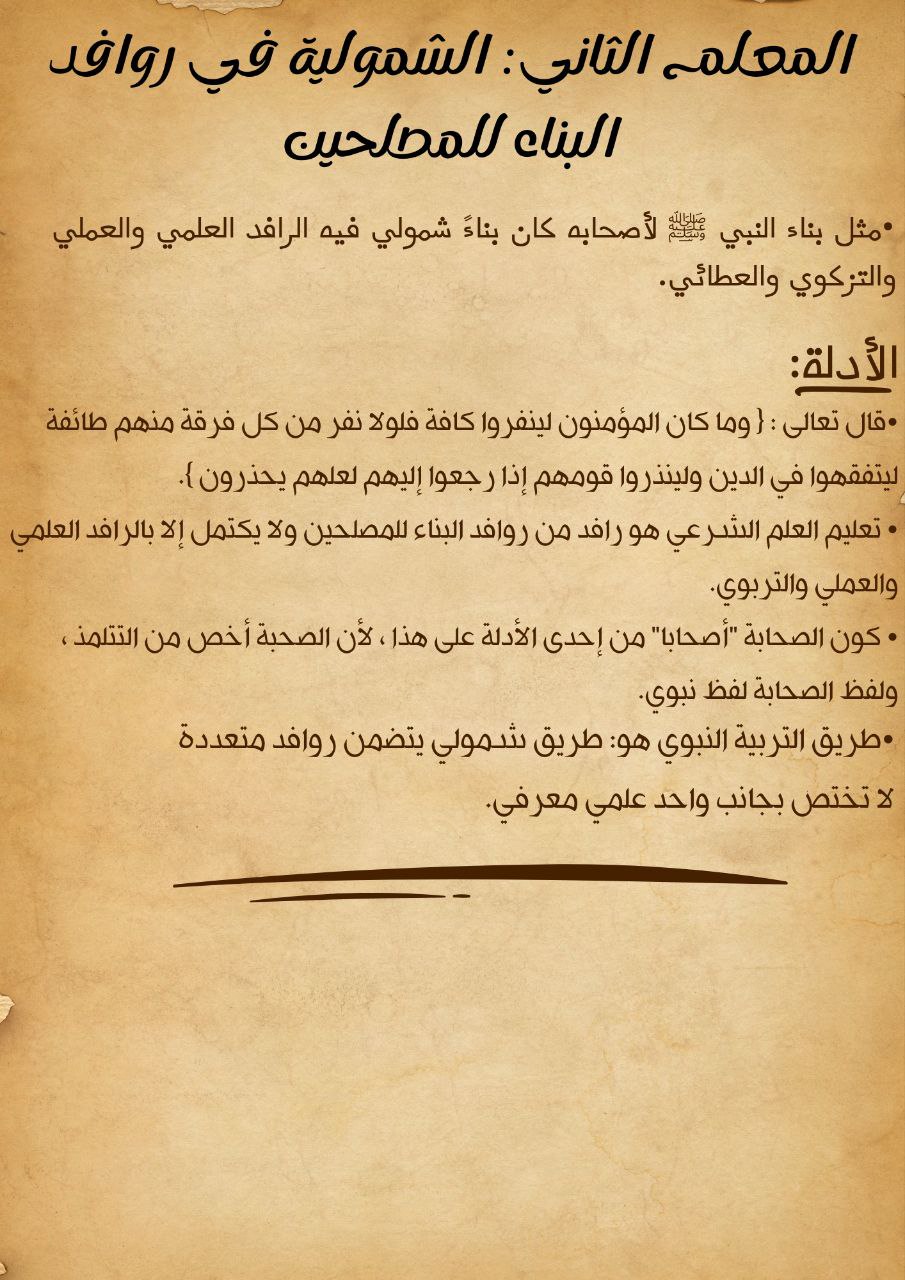 المعلم الثاني: الشمولية في روافد
البناء للمصلحين
•مثل بناء النبي ﷺ لأصحابه كان بناءً شمولي فيه الرافد العلمي والعملي
والتزكوي والعطائي.
الأدلة:
•قال تعالى : { وما كان المؤمنون لينفروا كافة فلولا نفر من كل فرقة منهم طائفة
ليتفقهوا في الدين ولينذروا قومهم إذا رجعوا إليهم لعلهم يحذرون }.
• تعليم العلم الشرعي هو رافد من روافد البناء للمصلحين ولا يكتمل إلا بالرافد العلمي
والعملي والتربوي.
• كون الصحابة "أصحابا" من إحدى الأدلة على هذا ، لأن الصحبة أخص من التتلمذ ،
ولفظ الصحابة لفظ نبوي.
•طريق التربية النبوي هو: طريق شمولي يتضمن روافد متعددة
لا تختص بجانب واحد علمي معرفي.